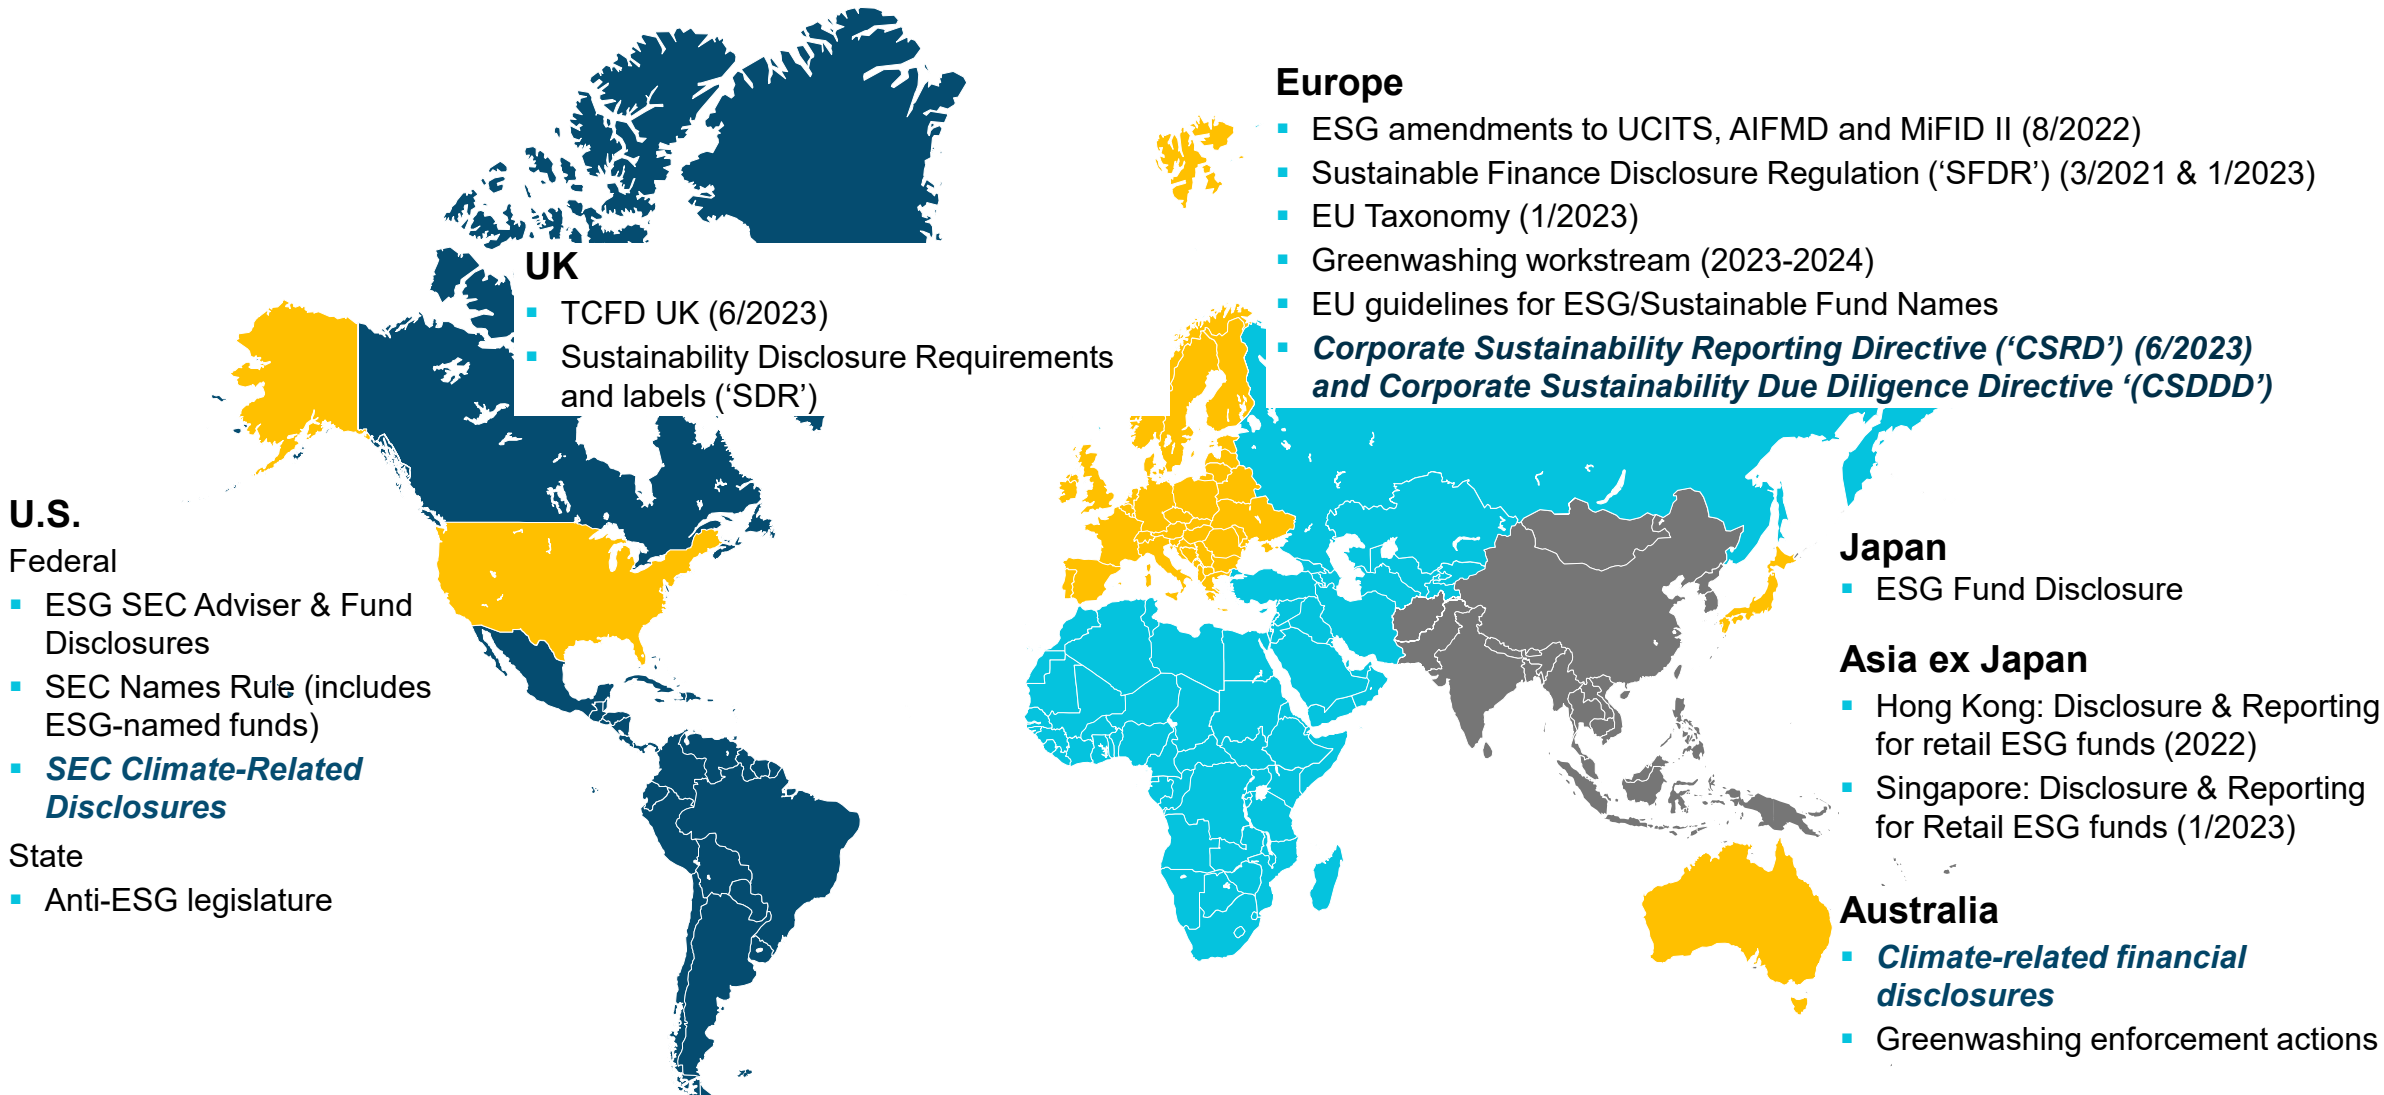 Europe
▪ ESG amendments to UCITS, AIFMD and MiFID II (8/2022)
▪ Sustainable Finance Disclosure Regulation (‘SFDR’) (3/2021 & 1/2023)
▪ EU Taxonomy (1/2023)
▪ Greenwashing workstream (2023-2024)
▪ EU guidelines for ESG/Sustainable Fund Names
▪ Corporate Sustainability Reporting Directive (‘CSRD’) (6/2023)
and Corporate Sustainability Due Diligence Directive ‘(CSDDD’)
UK
▪ TCFD UK (6/2023)
▪ Sustainability Disclosure Requirements
and labels (‘SDR’)
U.S.
Federal
▪ ESG SEC Adviser & Fund
Disclosures
▪ SEC Names Rule (includes
ESG-named funds)
▪ SEC Climate-Related
Disclosures
State
▪ Anti-ESG legislature
Japan
▪ ESG Fund Disclosure
Asia ex Japan
▪ Hong Kong: Disclosure & Reporting
for retail ESG funds (2022)
▪ Singapore: Disclosure & Reporting
for Retail ESG funds (1/2023)
Australia
▪ Climate-related financial
disclosures
▪ Greenwashing enforcement actions